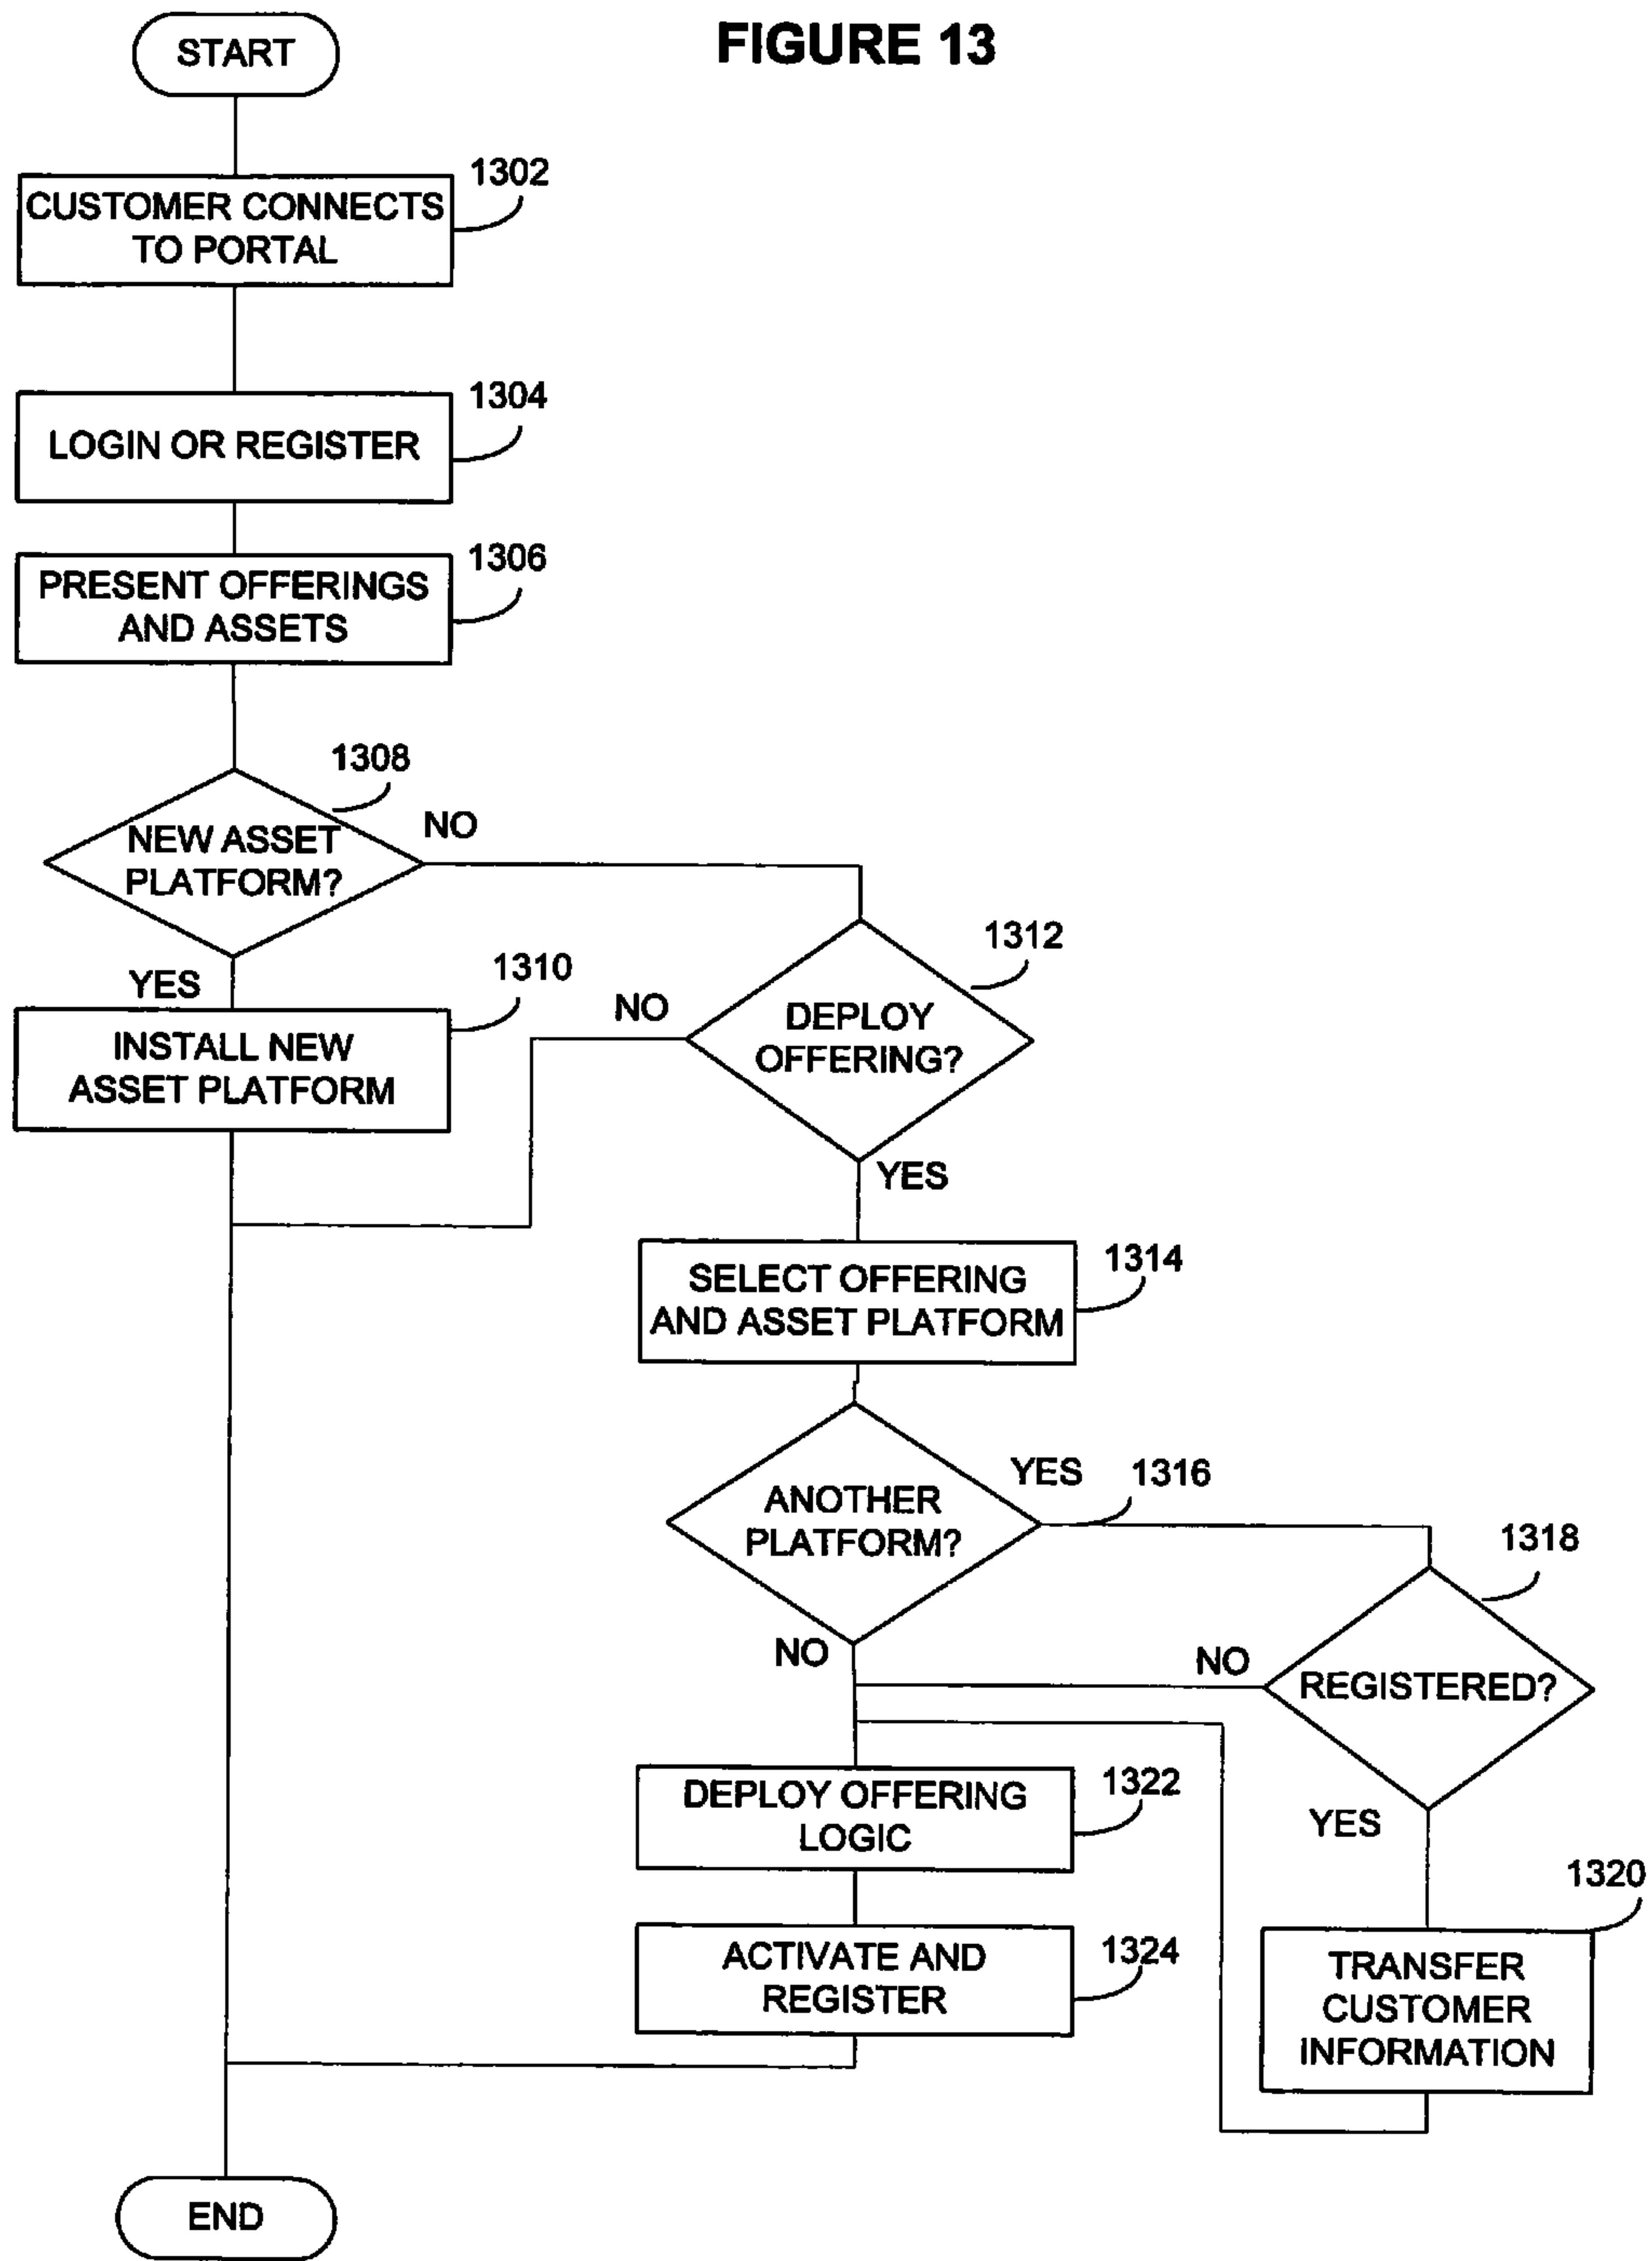 FIGURE 13
START
1302
CUSTOMER CONNECTS
TO PORTAL
1304
LOGIN OR REGISTER
1306
PRESENT OFFERINGS
AND ASSETS
1308
NEW ASSET
PLATFORM?
NO
YES
1310
INSTALL NEW
ASSET PLATFORM
1312
DEPLOY
OFFERING?
NO
YES
1314
SELECT OFFERING
AND ASSET PLATFORM
ANOTHER
PLATFORM?
YES
1316
NO
1318
REGISTERED?
NO
YES
1320
TRANSFER
CUSTOMER
INFORMATION
1322
DEPLOY OFFERING
LOGIC
1324
ACTIVATE AND
REGISTER
END